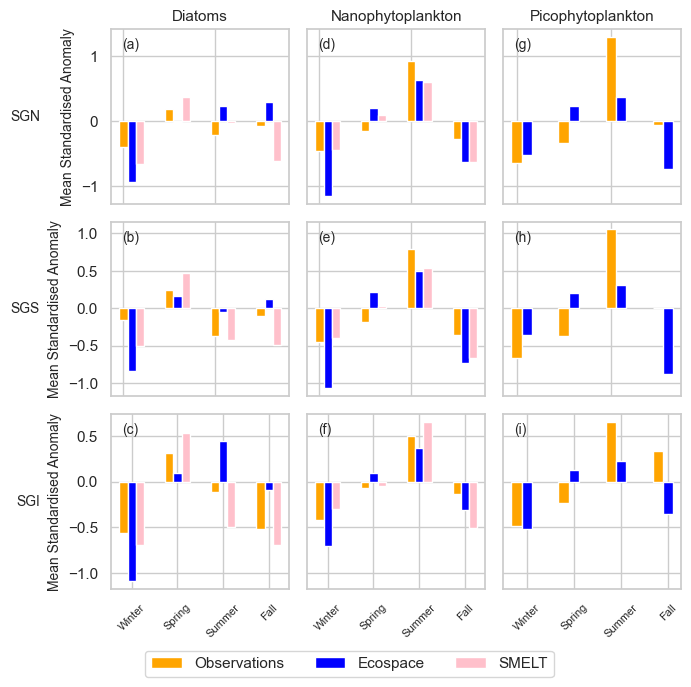 Diatoms Nanophytoplankton Picophytoplankton
SGN
Mean Standardised Anomaly
1
0
−1
(a)
(d)
(g)
SGS
Mean Standardised Anomaly
1.0
0.5
0.0
−0.5
−1.0
(b)
(e)
(h)
SGI
Mean Standardised Anomaly
0.5
0.0
−0.5
−1.0
(c)
(f)
(i)
Winter Spring Summer Fall Winter Spring Summer Fall Winter Spring Summer Fall
Observations Ecospace SMELT